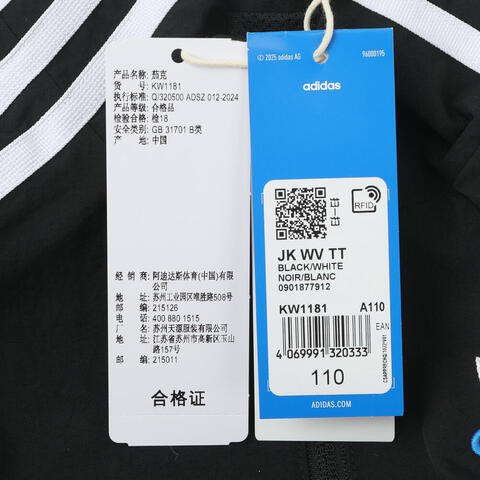 产品名称: 茄克
货 号: KW1181
执行标准: Q/320500 ADSZ 012-2024
产品等级: 合格品
检验合格: 检18
安全类别: GB 31701 B类
产 地: 中国
经 销 商: 阿迪达斯体育(中国)有限
公司
地 址: 苏州工业园区唯胜路508号
邮 编: 215126
电 话: 400 880 1515
厂 名: 苏州天源服装有限公司
地 址: 江苏省苏州市高新区玉山
路157号
邮 编: 215011
合格证
© 2025 adidas AG
96000195
adidas
RFID
JK WV TT
BLACK/WHITE
NOIR/BLANC
0901877912
KW1181 A110
EAN
4 069991 320333
110
ADIDAS.COM